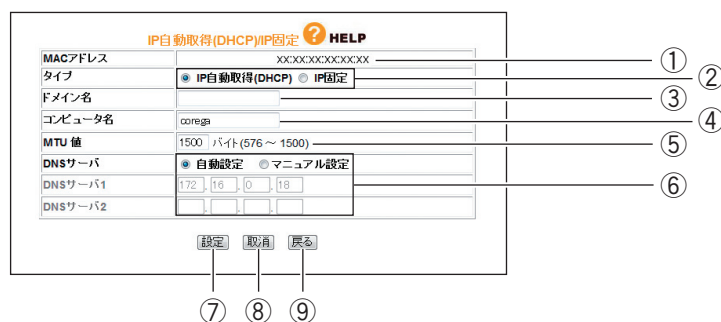 IP自動取得(DHCP)/IP固定 ? HELP
MACアドレス XX:XX:XX:XX:XX:XX ①
タイプ IP自動取得(DHCP) IP固定 ②
ドメイン名 ③
コンピュータ名 corega ④
MTU 値 1500 バイト(576 ~ 1500) ⑤
DNSサーバ 自動設定 マニュアル設定 ⑥
DNSサーバ1 172 . 16 . 0 . 18
DNSサーバ2 . . .
設定 取消 戻る
⑦ ⑧ ⑨